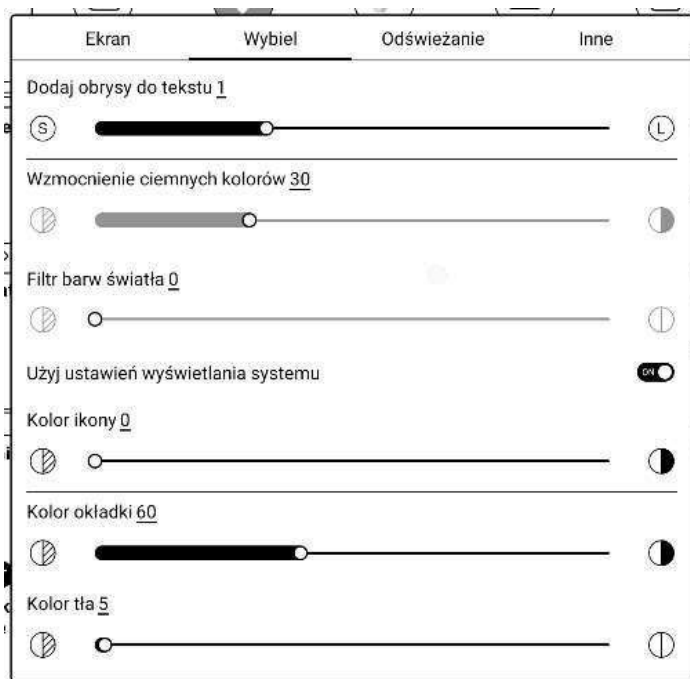 Ekran Wybiel Odświeżanie Inne
Dodaj obrysy do tekstu 1
S L
Wzmocnienie ciemnych kolorów 30
Filtr barw światła 0
Użyj ustawień wyświetlania systemu ON
Kolor ikony 0
Kolor okładki 60
Kolor tła 5